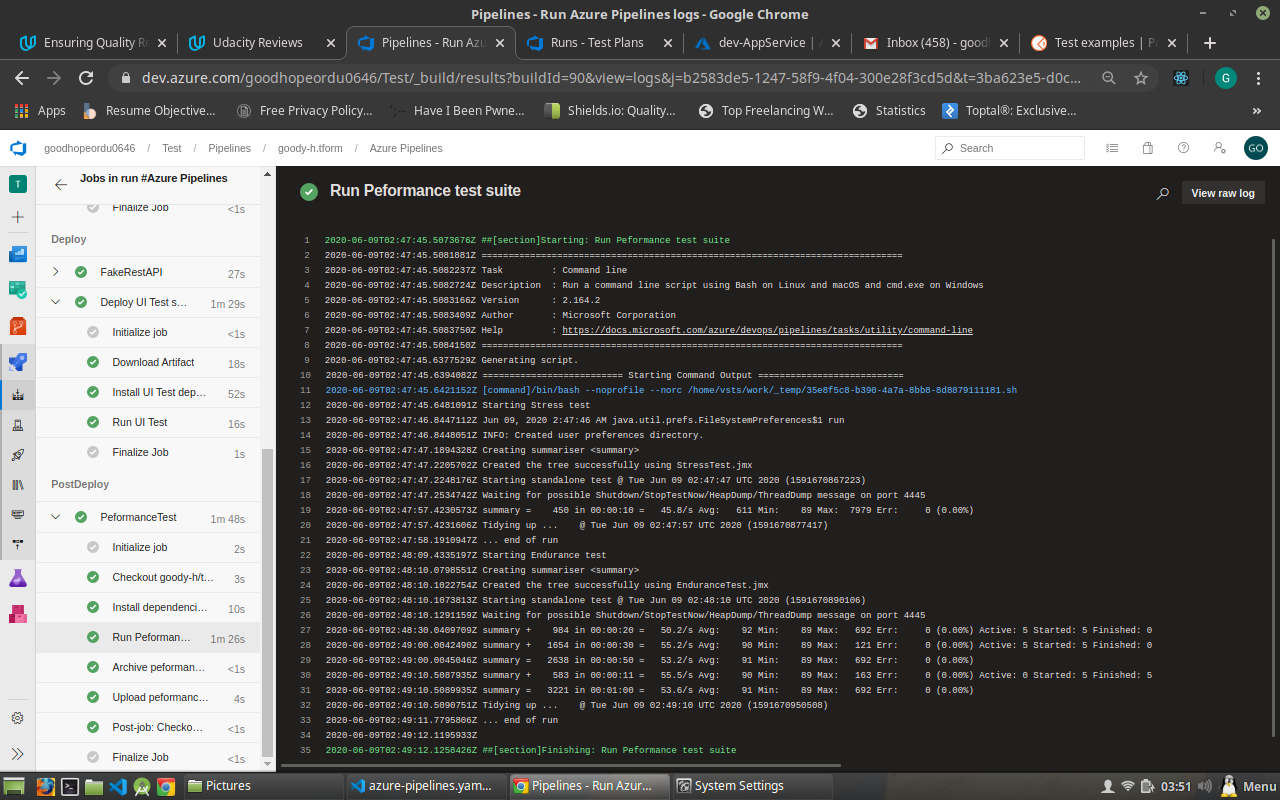 Pipelines - Run Azure Pipelines logs - Google Chrome
Ensuring Quality Re
Udacity Reviews
Pipelines - Run Azu
Runs - Test Plans
dev-AppService | A
Inbox (458) - good
Test examples | Po
dev.azure.com/goodhopeordu0646/Test/_build/results?buildId=90&view=logs&j=b2583de5-1247-58f9-4f04-300e28f3cd5d&t=3ba623e5-d0c...
G
Apps
Resume Objective...
Free Privacy Policy...
Have I Been Pwne...
Shields.io: Quality...
Top Freelancing W...
Statistics
Toptal®: Exclusive...
»
goodhopeordu0646 / Test / Pipelines / goody-h.tform / Azure Pipelines
Search
GO
T
Jobs in run #Azure Pipelines
Finalize Job <1s
Deploy
FakeRestAPI 27s
Deploy UI Test s... 1m 29s
Initialize job <1s
Download Artifact 18s
Install UI Test dep... 52s
Run UI Test 16s
Finalize Job 1s
PostDeploy
PeformanceTest 1m 48s
Initialize job 2s
Checkout goody-h/t... 3s
Install dependenci... 10s
Run Peforman... 1m 26s
Archive peforman... <1s
Upload peformanc... 4s
Post-job: Checko... <1s
Finalize Job <1s
Run Peformance test suite
View raw log
1 2020-06-09T02:47:45.5073676Z ##[section]Starting: Run Peformance test suite
2 2020-06-09T02:47:45.5081881Z ==============================================================================
3 2020-06-09T02:47:45.5082237Z Task         : Command line
4 2020-06-09T02:47:45.5082724Z Description  : Run a command line script using Bash on Linux and macOS and cmd.exe on Windows
5 2020-06-09T02:47:45.5083166Z Version      : 2.164.2
6 2020-06-09T02:47:45.5083409Z Author       : Microsoft Corporation
7 2020-06-09T02:47:45.5083750Z Help         : https://docs.microsoft.com/azure/devops/pipelines/tasks/utility/command-line
8 2020-06-09T02:47:45.5084150Z ==============================================================================
9 2020-06-09T02:47:45.6377529Z Generating script.
10 2020-06-09T02:47:45.6394082Z ========================== Starting Command Output ===========================
11 2020-06-09T02:47:45.6421152Z [command]/bin/bash --noprofile --norc /home/vsts/work/_temp/35e8f5c8-b390-4a7a-8bb8-8d8879111181.sh
12 2020-06-09T02:47:45.6481091Z Starting Stress test
13 2020-06-09T02:47:46.8447112Z Jun 09, 2020 2:47:46 AM java.util.prefs.FileSystemPreferences$1 run
14 2020-06-09T02:47:46.8448051Z INFO: Created user preferences directory.
15 2020-06-09T02:47:47.1894328Z Creating summariser <summary>
16 2020-06-09T02:47:47.2205702Z Created the tree successfully using StressTest.jmx
17 2020-06-09T02:47:47.2248176Z Starting standalone test @ Tue Jun 09 02:47:47 UTC 2020 (1591670867223)
18 2020-06-09T02:47:47.2534742Z Waiting for possible Shutdown/StopTestNow/HeapDump/ThreadDump message on port 4445
19 2020-06-09T02:47:57.4230573Z summary =    450 in 00:00:10 =   45.8/s Avg:   611 Min:    89 Max:  7979 Err:     0 (0.00%)
20 2020-06-09T02:47:57.4231606Z Tidying up ...    @ Tue Jun 09 02:47:57 UTC 2020 (1591670877417)
21 2020-06-09T02:47:58.1910947Z ... end of run
22 2020-06-09T02:48:09.4335197Z Starting Endurance test
23 2020-06-09T02:48:10.0798551Z Creating summariser <summary>
24 2020-06-09T02:48:10.1022754Z Created the tree successfully using EnduranceTest.jmx
25 2020-06-09T02:48:10.1073813Z Starting standalone test @ Tue Jun 09 02:48:10 UTC 2020 (1591670890106)
26 2020-06-09T02:48:10.1291159Z Waiting for possible Shutdown/StopTestNow/HeapDump/ThreadDump message on port 4445
27 2020-06-09T02:48:30.0409709Z summary +    984 in 00:00:20 =   50.2/s Avg:    92 Min:    89 Max:   692 Err:     0 (0.00%) Active: 5 Started: 5 Finished: 0
28 2020-06-09T02:49:00.0042490Z summary +   1654 in 00:00:30 =   55.2/s Avg:    90 Min:    89 Max:   121 Err:     0 (0.00%) Active: 5 Started: 5 Finished: 0
29 2020-06-09T02:49:00.0045046Z summary =   2638 in 00:00:50 =   53.2/s Avg:    91 Min:    89 Max:   692 Err:     0 (0.00%)
30 2020-06-09T02:49:10.5087935Z summary +    583 in 00:00:11 =   55.5/s Avg:    90 Min:    89 Max:   163 Err:     0 (0.00%) Active: 0 Started: 5 Finished: 5
31 2020-06-09T02:49:10.5089935Z summary =   3221 in 00:01:00 =   53.6/s Avg:    91 Min:    89 Max:   692 Err:     0 (0.00%)
32 2020-06-09T02:49:10.5090751Z Tidying up ...    @ Tue Jun 09 02:49:10 UTC 2020 (1591670950508)
33 2020-06-09T02:49:11.7795806Z ... end of run
34 2020-06-09T02:49:12.1195933Z
35 2020-06-09T02:49:12.1258426Z ##[section]Finishing: Run Peformance test suite
Pictures
azure-pipelines.yam...
Pipelines - Run Azur...
System Settings
03:51
Menu